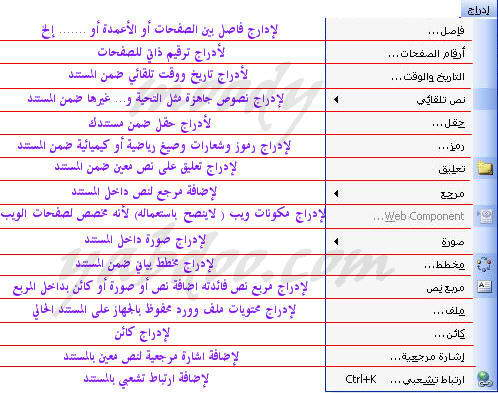 إدراج
فاصل... لإدارج فاصل بين الصفحات أو الأعمدة أو ....... إلخ
أرقام الصفحات... لأدراج ترقيم ذاتي للصفحات
التاريخ والوقت... لأدراج تاريخ ووقت تلقائي ضمن المستند
نص تلقائي لإدراج نصوص جاهزة مثل التحية و... غيرها ضمن المستند
حقل... لأدراج حقل ضمن مستندك
رمز... لإدراج رموز وشعارات وصيغ رياضية أو كيميائية ضمن المستند
تعليق لإدراج تعليق على نص معين ضمن المستند
مرجع لإضافة مرجع لنص داخل المستند
Web Component... لإدراج مكونات ويب ( لاينصح باستعماله) لأنه مخصص لصفحات الويب
صورة لإدراج صورة داخل المستند
مخطط... لإدراج مخطط بياني ضمن المستند
مربع نص لإدراج مربع نص فائدته اضافة نص أو صورة أو كائن بداخل المربع
ملف... لإدراج محتويات ملف وورد محفوظ بالجهاز على المستند الحالي
كائن... لإدراج كائن
إشارة مرجعية... لإضافة اشارة مرجعية لنص معين بالمستند
ارتباط تشعبي... Ctrl+K لإضافة ارتباط تشعبي بالمستند